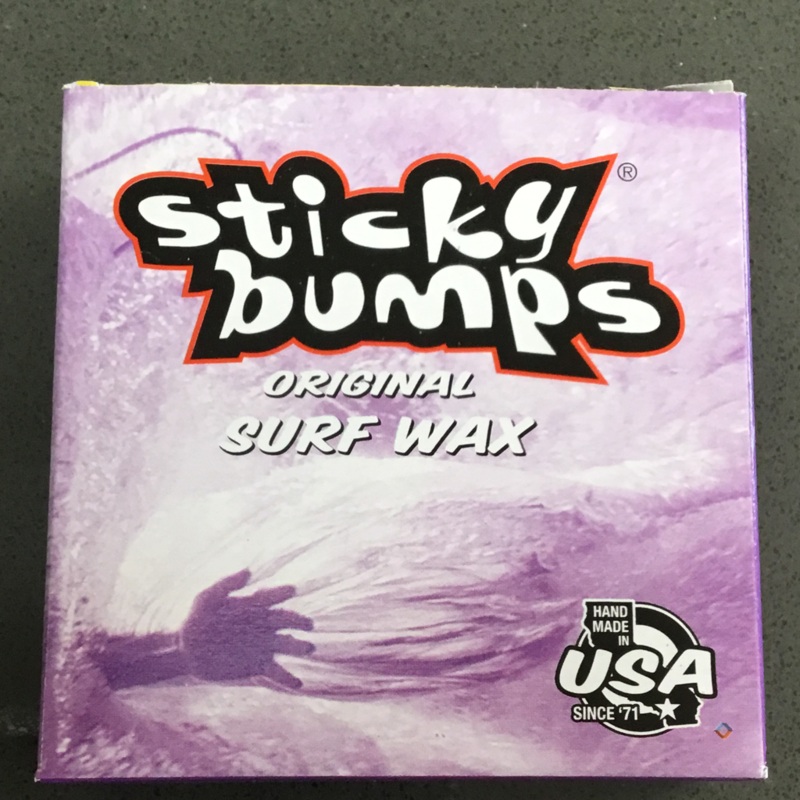 sticky
bumps ®
ORIGINAL
SURF WAX
HAND
MADE
IN
USA
SINCE '71